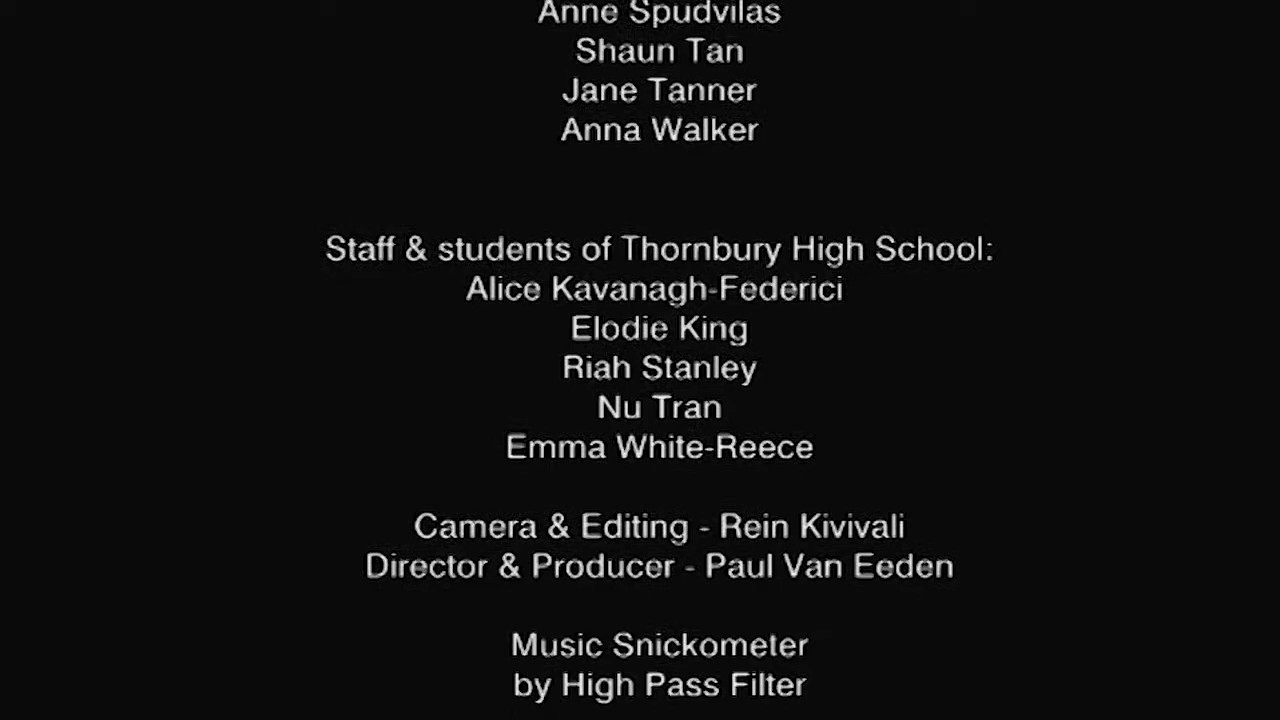 Anne Spudvilas
Shaun Tan
Jane Tanner
Anna Walker
Staff & students of Thornbury High School:
Alice Kavanagh-Federici
Elodie King
Riah Stanley
Nu Tran
Emma White-Reece
Camera & Editing - Rein Kivivali
Director & Producer - Paul Van Eeden
Music Snickometer
by High Pass Filter